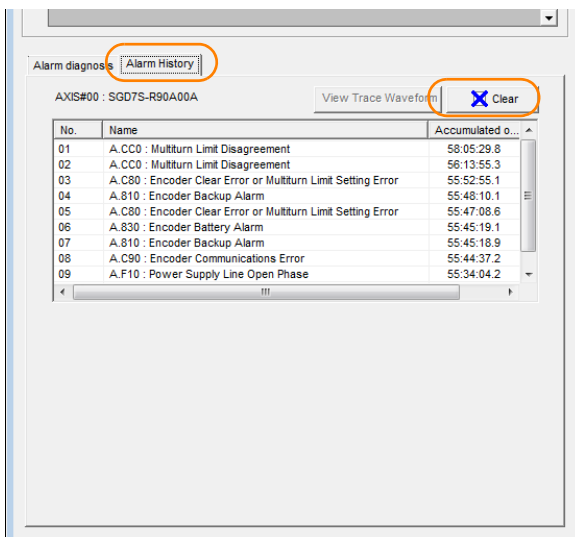 Alarm diagnosis Alarm History
AXIS#00 : SGD7S-R90A00A View Trace Waveform Clear
No. Name Accumulated o...
01 A.CC0 : Multiturn Limit Disagreement 58:05:29.8
02 A.CC0 : Multiturn Limit Disagreement 56:13:55.3
03 A.C80 : Encoder Clear Error or Multiturn Limit Setting Error 55:52:55.1
04 A.810 : Encoder Backup Alarm 55:48:10.1
05 A.C80 : Encoder Clear Error or Multiturn Limit Setting Error 55:47:08.6
06 A.830 : Encoder Battery Alarm 55:45:19.1
07 A.810 : Encoder Backup Alarm 55:45:18.9
08 A.C90 : Encoder Communications Error 55:44:37.2
09 A.F10 : Power Supply Line Open Phase 55:34:04.2